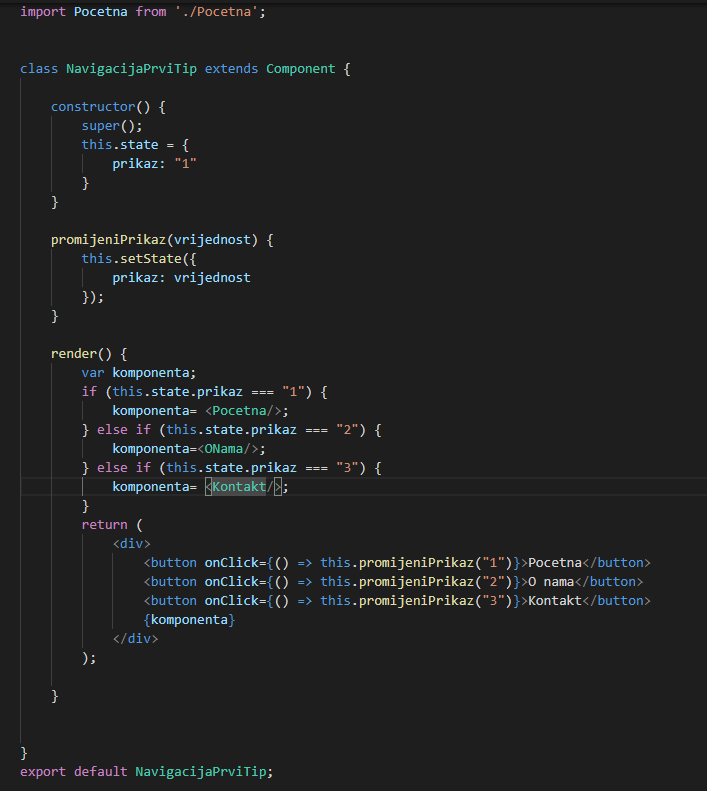 import Pocetna from './Pocetna';
class NavigacijaPrviTip extends Component {
constructor() {
super();
this.state = {
prikaz: "1"
}
}
promijeniPrikaz(vrijednost) {
this.setState({
prikaz: vrijednost
});
}
render() {
var komponenta;
if (this.state.prikaz === "1") {
komponenta= <Pocetna/>;
} else if (this.state.prikaz === "2") {
komponenta=<ONama/>;
} else if (this.state.prikaz === "3") {
komponenta= <Kontakt/>;
}
return (
<div>
<button onClick={() => this.promijeniPrikaz("1")}>Pocetna</button>
<button onClick={() => this.promijeniPrikaz("2")}>O nama</button>
<button onClick={() => this.promijeniPrikaz("3")}>Kontakt</button>
{komponenta}
</div>
);
}
}
export default NavigacijaPrviTip;